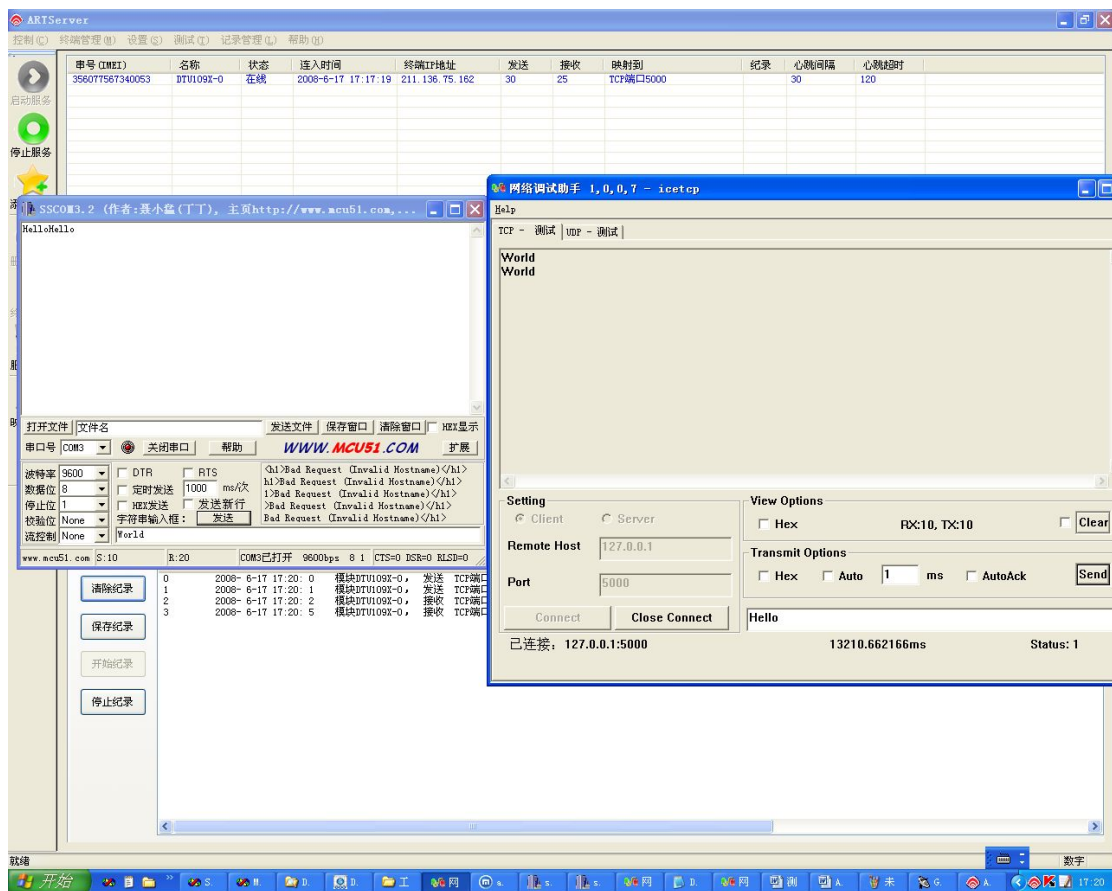 ARTServer
控制(C) 终端管理(M) 设置(S) 测试(T) 记录管理(L) 帮助(H)
串号(IMEI) 名称 状态 连入时间 终端IP地址 发送 接收 映射到 纪录 心跳间隔 心跳超时
356077567340053 DTU109X-0 在线 2008-6-17 17:17:19 211.136.75.162 30 25 TCP端口5000 30 120
启动服务
停止服务
SSCOM3.2 (作者:聂小猛(丁丁), 主页http://www.mcu51.com,...
HelloHello
打开文件 文件名 发送文件 保存窗口 清除窗口 HEX显示
串口号 COM3 关闭串口 帮助 WWW.MCU51.COM 扩展
波特率 9600 DTR RTS
数据位 8 定时发送 1000 ms/次
停止位 1 HEX发送 发送新行
校验位 None 字符串输入框: 发送
流控制 None World
<h1>Bad Request (Invalid Hostname)</h1>
h1>Bad Request (Invalid Hostname)</h1>
1>Bad Request (Invalid Hostname)</h1>
>Bad Request (Invalid Hostname)</h1>
Bad Request (Invalid Hostname)</h1>
www.mcu51.com S:10 R:20 COM3已打开 9600bps 8 1 CTS=0 DSR=0 RLSD=0
网络调试助手 1,0,0,7 - icetcp
Help
TCP - 测试 UDP - 测试
World
World
Setting
Client Server
Remote Host 127.0.0.1
Port 5000
Connect Close Connect
View Options
Hex RX:10, TX:10 Clear
Transmit Options
Hex Auto 1 ms AutoAck Send
Hello
已连接: 127.0.0.1:5000 13210.662166ms Status: 1
清除纪录
保存纪录
开始纪录
停止纪录
0 2008- 6-17 17:20: 0 模块DTU109X-0, 发送 TCP端口
1 2008- 6-17 17:20: 1 模块DTU109X-0, 发送 TCP端口
2 2008- 6-17 17:20: 2 模块DTU109X-0, 接收 TCP端口
3 2008- 6-17 17:20: 5 模块DTU109X-0, 接收 TCP端口
就绪 数字
开始 S. M. D. D. 工 网 s. s. s. 网 D. 网 测 A. 未 G. A. 17:20